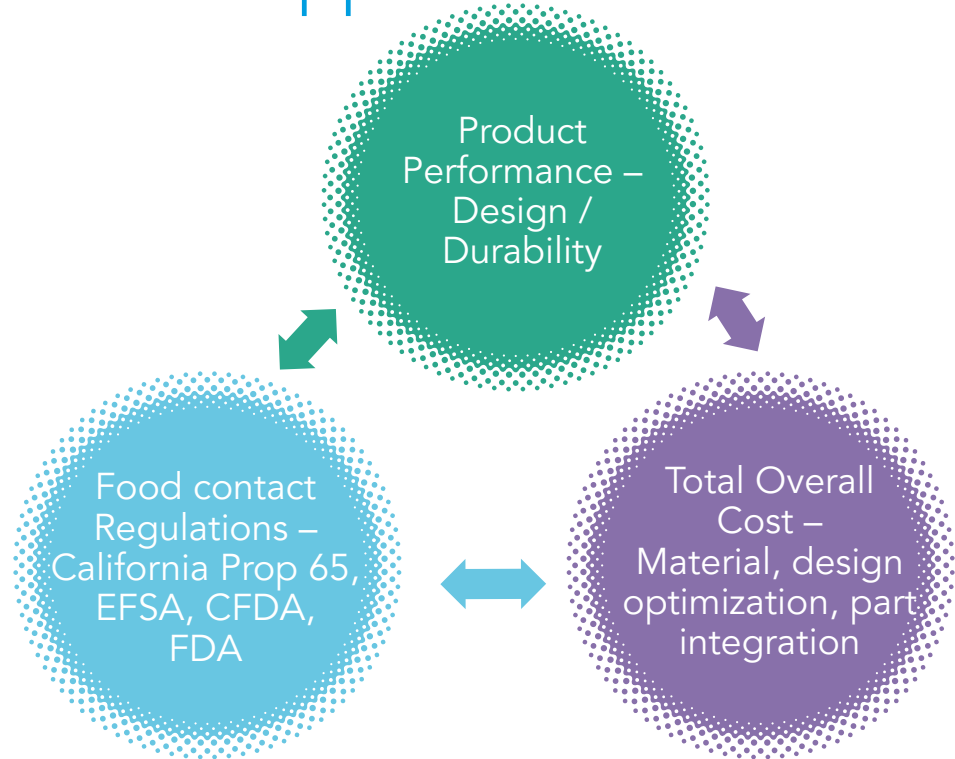 Product
Performance –
Design /
Durability
Food contact
Regulations –
California Prop 65,
EFSA, CFDA,
FDA
Total Overall
Cost –
Material, design
optimization, part
integration